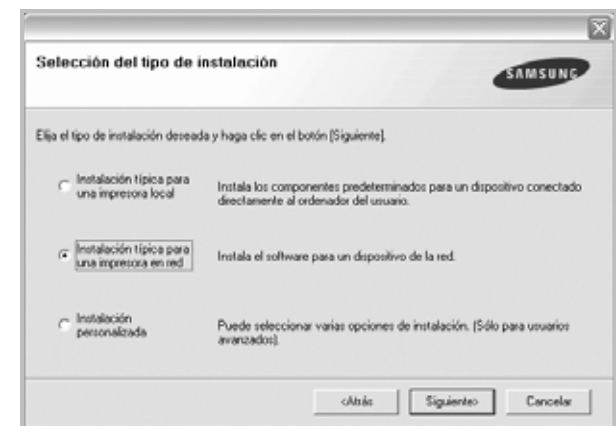 Selección del tipo de instalación
SAMSUNG
Elija el tipo de instalación deseada y haga clic en el botón [Siguiente].
Instalación típica para
una impresora local
Instala los componentes predeterminados para un dispositivo conectado
directamente al ordenador del usuario.
Instalación típica para
una impresora en red
Instala el software para un dispositivo de la red.
Instalación
personalizada
Puede seleccionar varias opciones de instalación. (Sólo para usuarios
avanzados).
<Atrás
Siguiente>
Cancelar